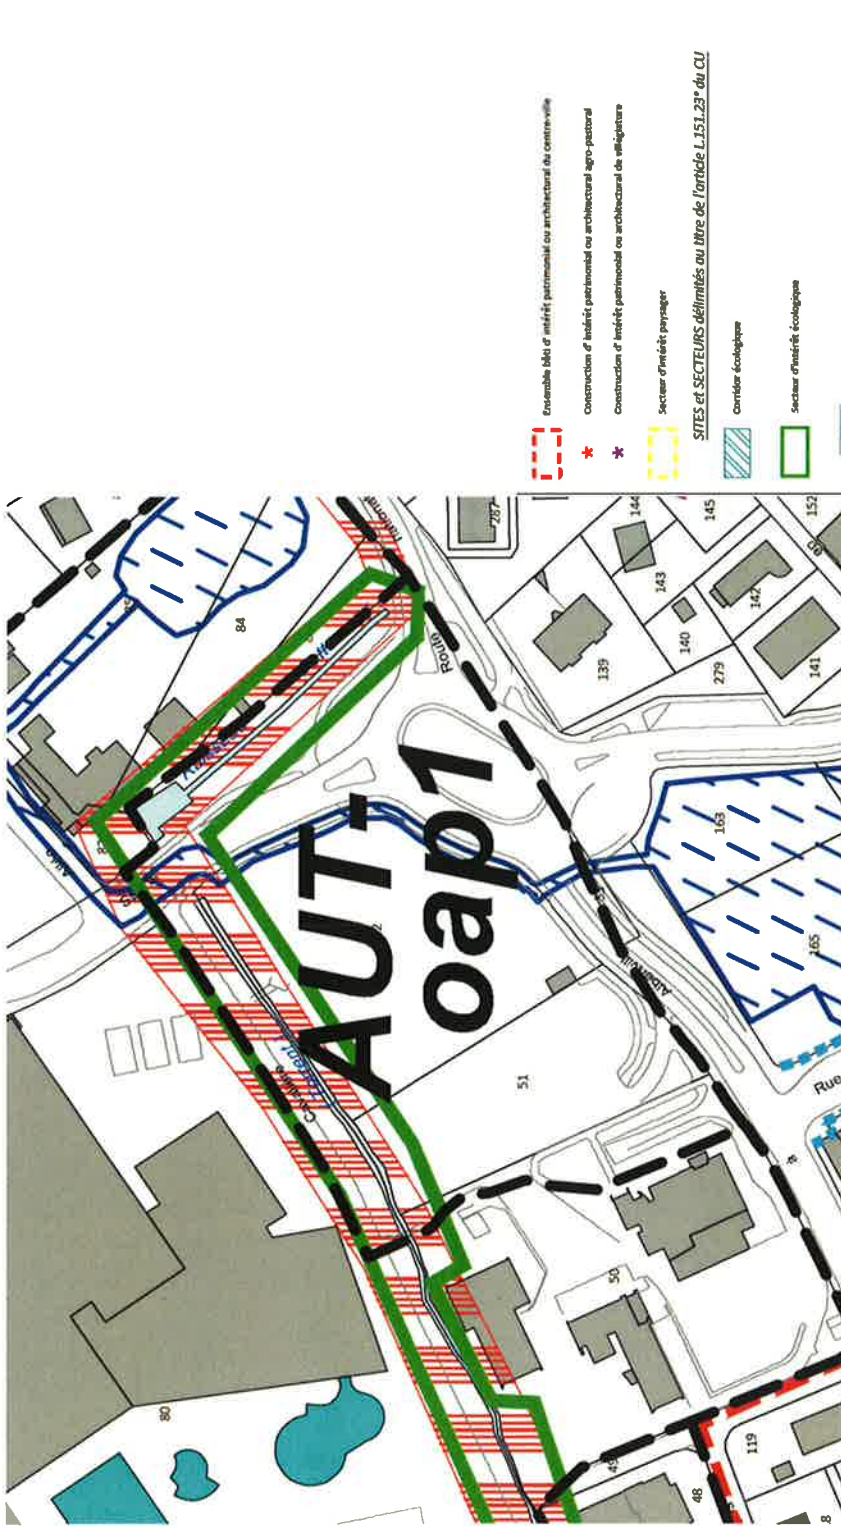 Ensemble bâti d' intérêt patrimonial ou architectural du centre-ville
Construction d' intérêt patrimonial ou architectural agro-pastoral
Construction d' intérêt patrimonial ou architectural de villégiature
Secteur d'intérêt paysager
SITES et SECTEURS délimités au titre de l'article L.151.23° du CU
Corridor écologique
Secteur d'intérêt écologique
AUT-
oap1
84
80
51
50
49
48
119
139
140
141
142
143
144
145
152
163
165
279
287
Route
Rue
Cavalière
Torrent